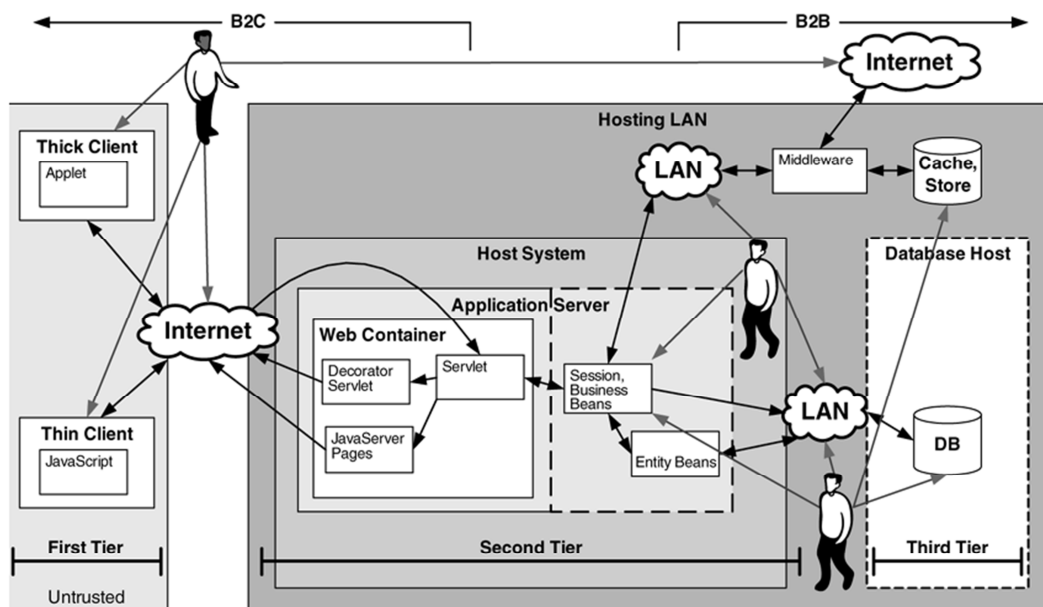 B2C
B2B
Internet
Hosting LAN
Thick Client
Applet
LAN
Middleware
Cache,
Store
Host System
Database Host
Application Server
Internet
Web Container
Decorator
Servlet
Servlet
Session,
Business
Beans
LAN
Thin Client
JavaScript
JavaServer
Pages
Entity Beans
DB
First Tier
Second Tier
Third Tier
Untrusted